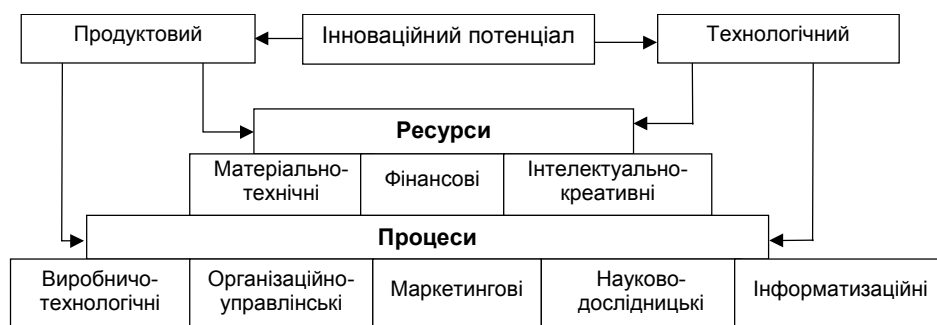 Продуктовий
Інноваційний потенціал
Технологічний
Ресурси
Матеріально-
технічні
Фінансові
Інтелектуально-
креативні
Процеси
Виробничо-
технологічні
Організаційно-
управлінські
Маркетингові
Науково-
дослідницькі
Інформатизаційні